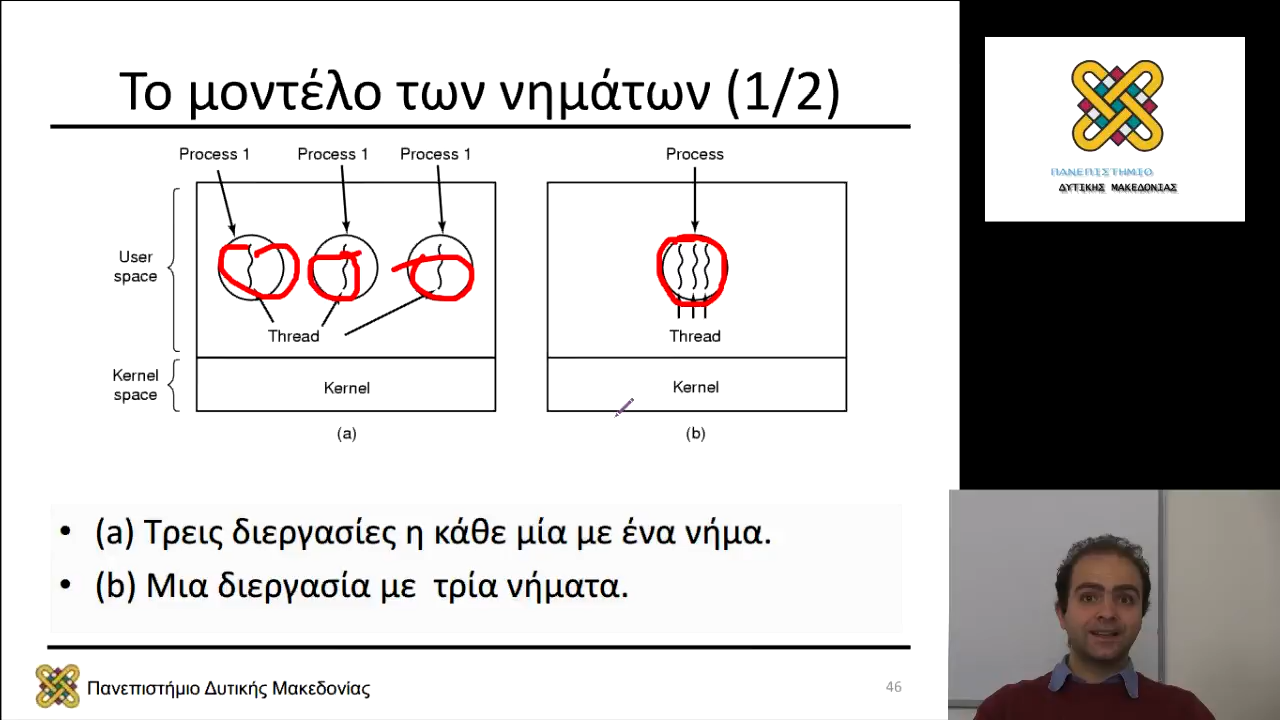 Το μοντέλο των νημάτων (1/2)
Process 1 Process 1 Process 1 Process
User
space
Thread Thread
Kernel
space
Kernel Kernel
(a) (b)
• (a) Τρεις διεργασίες η κάθε μία με ένα νήμα.
• (b) Μια διεργασία με τρία νήματα.
Πανεπιστήμιο Δυτικής Μακεδονίας
46
ΠΑΝΕΠΙΣΤΗΜΙΟ
ΔΥΤΙΚΗΣ ΜΑΚΕΔΟΝΙΑΣ